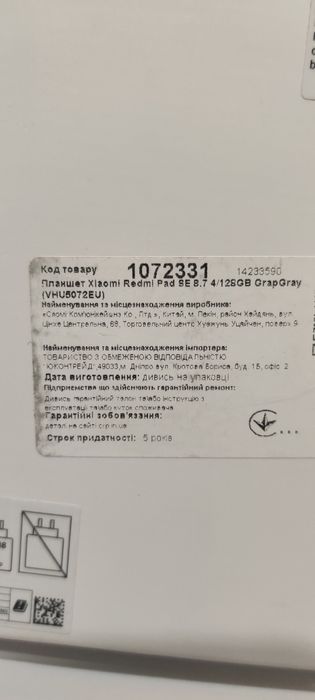 Код товару 1072331 14233590
Планшет Xiaomi Redmi Pad SE 8.7 4/128GB GrapGray
(VHU5072EU)
Найменування та місцезнаходження виробника:
«Сяомі Комюнікейшнз Ко., Лтд.», Китай, м. Пекін, район Хайдянь, вул.
Цінхе Центральна, 68, Торговельний центр Хуажунь Уцайчен, поверх 9.
Найменування та місцезнаходження імпортера:
ТОВАРИСТВО З ОБМЕЖЕНОЮ ВІДПОВІДАЛЬНІСТЮ
"ЮКОНТРЕЙД", 49033, м. Дніпро вул. Кротова Бориса, буд. 15, офіс 2
Дата виготовлення: дивись на упаковці
Підприємства що здійснюють гарантійний ремонт:
Дивись гарантійний талон та/або інструкцію з
експлуатації та/або куток споживача
Гарантійні зобов'язання:
деталі на сайті
Строк придатності: 5 років